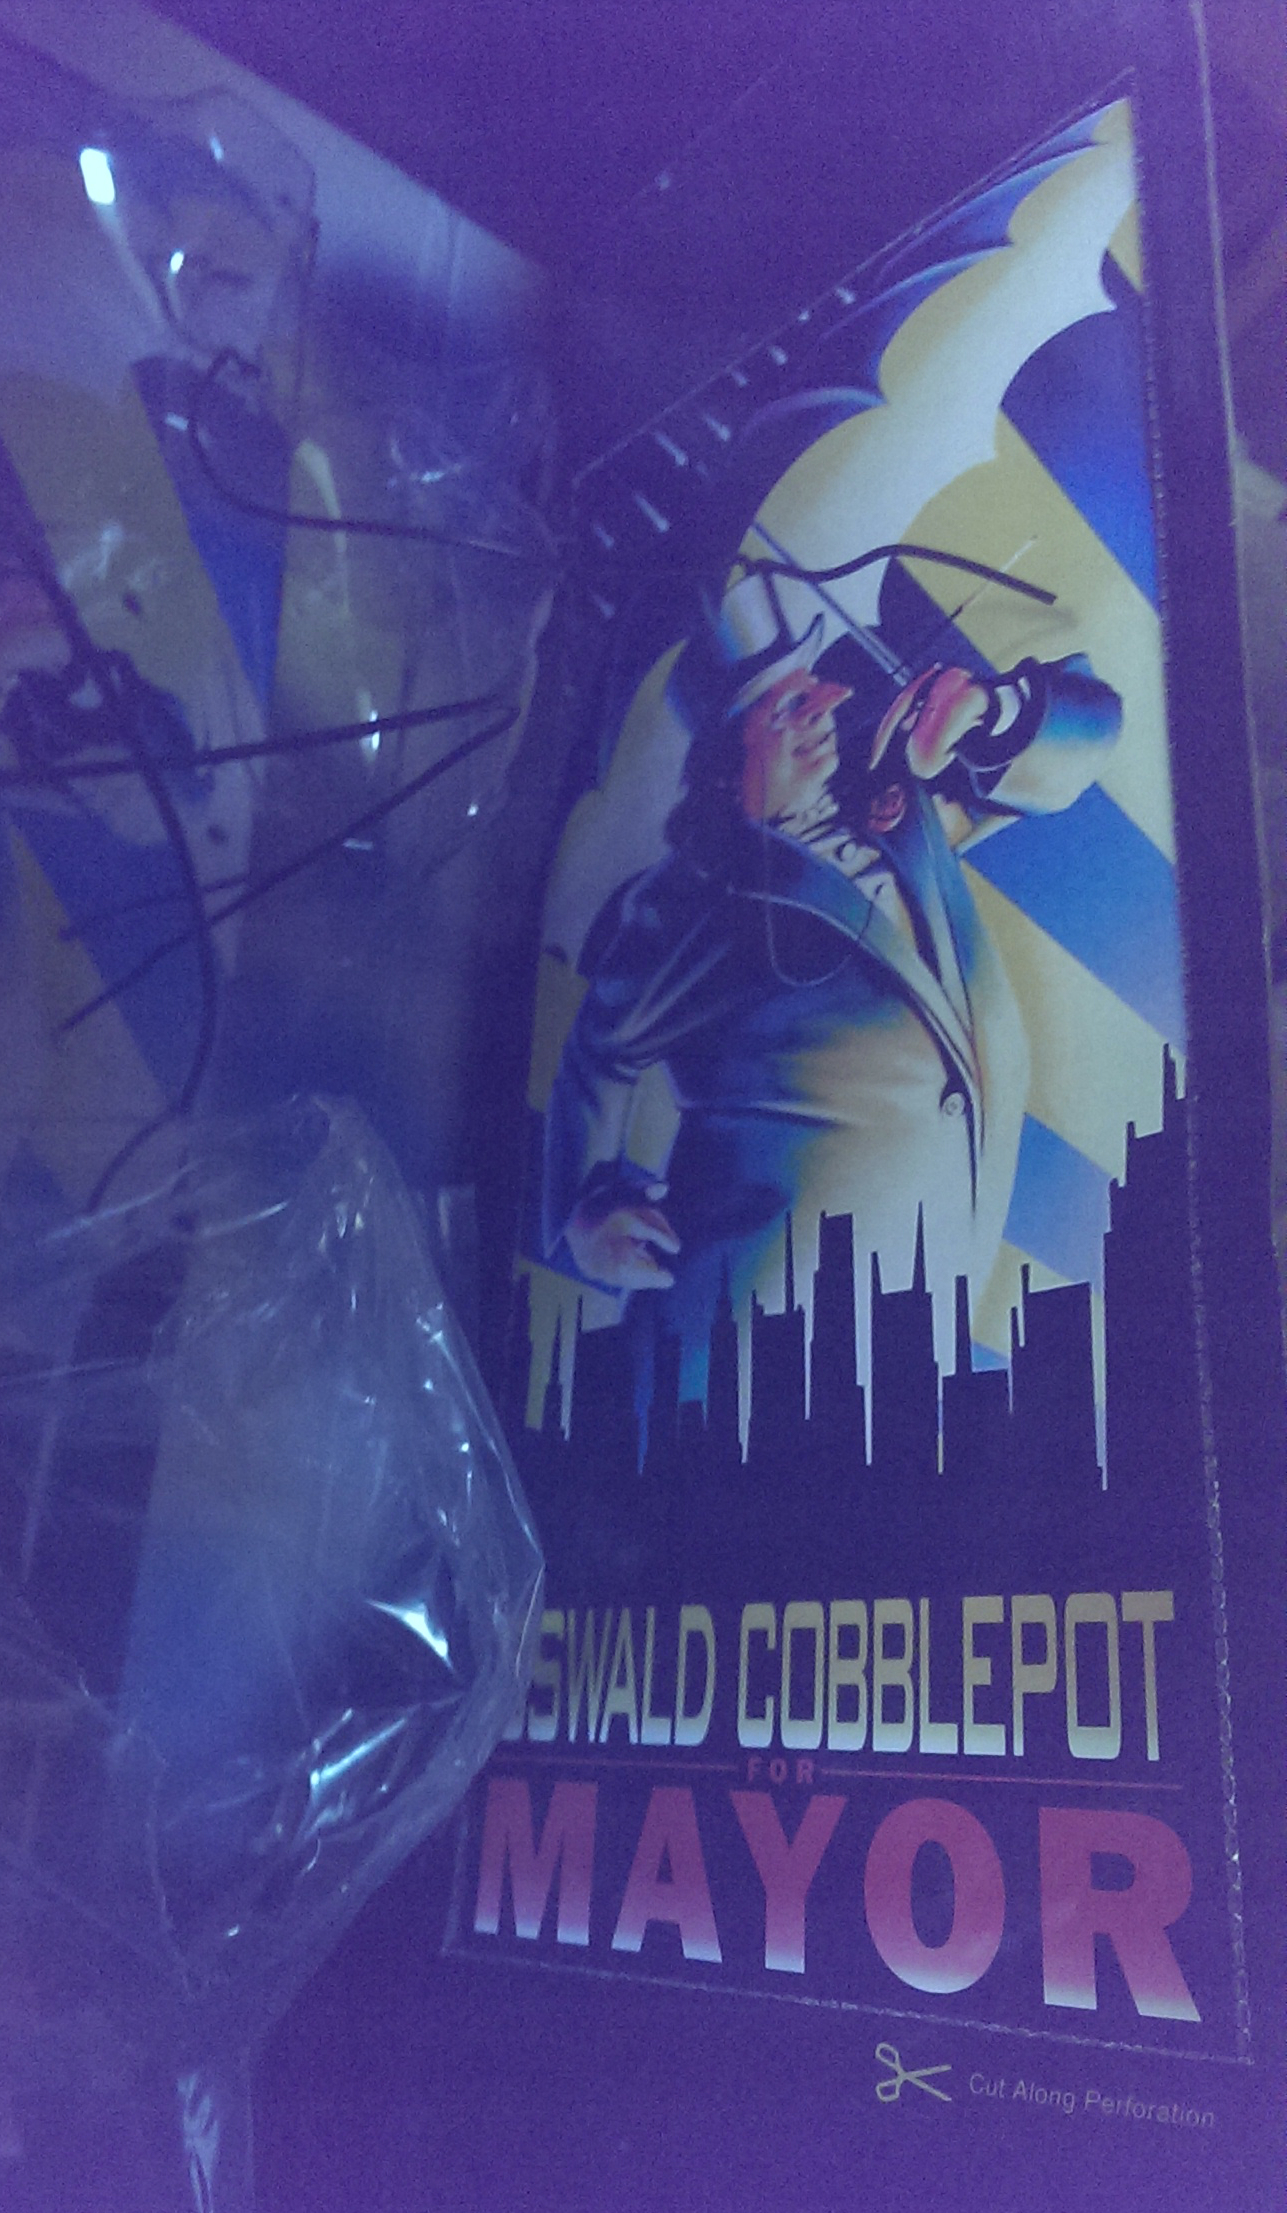 OSWALD COBBLEPOT
FOR
MAYOR
Cut Along Perforation